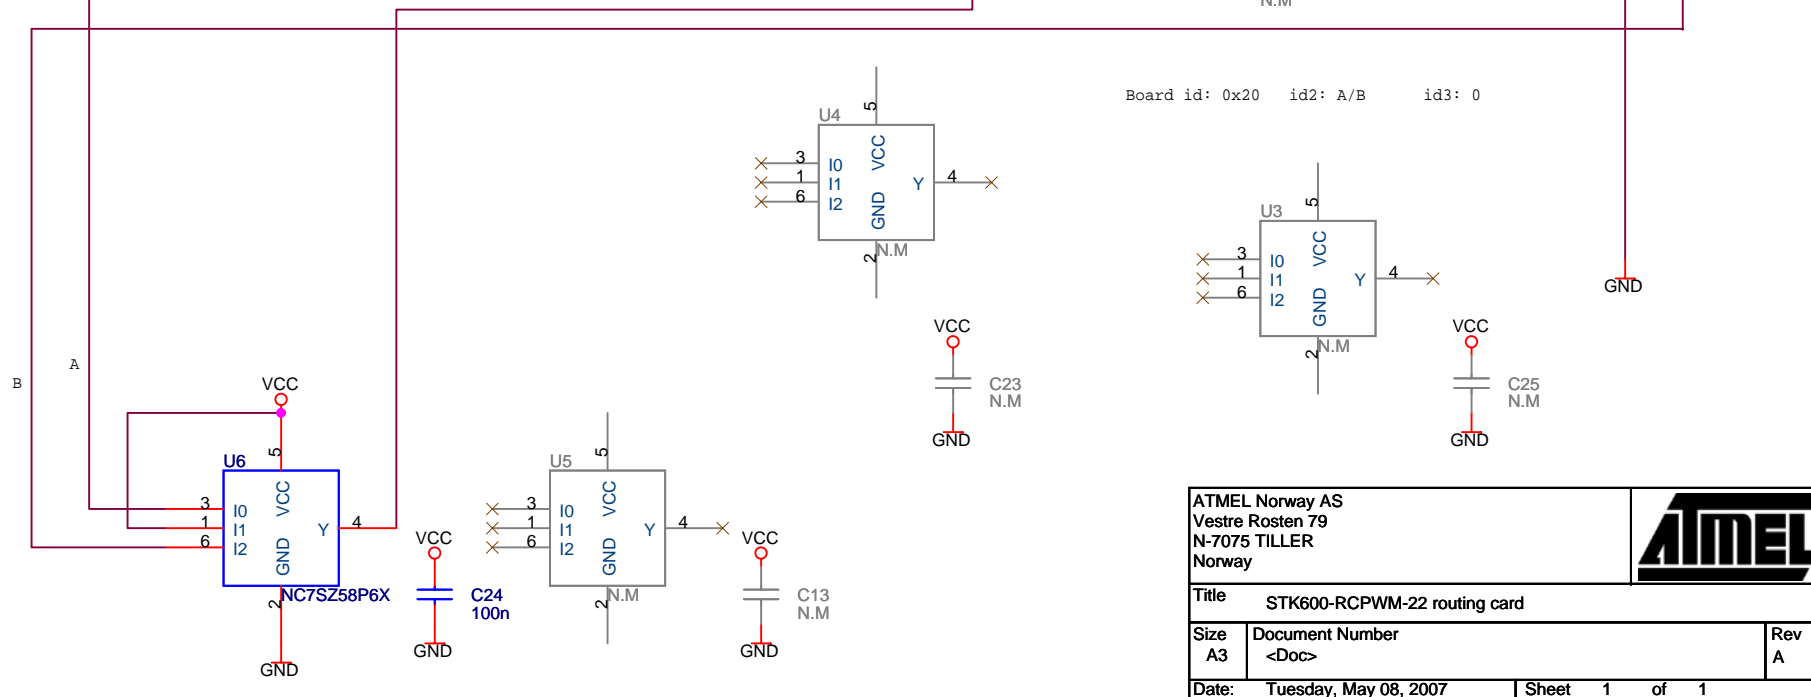 N.M
Board id: 0x20   id2: A/B   id3: 0
U4
5
VCC
3 I0
1 I1
6 I2
Y 4
GND
2
N.M
U3
5
VCC
3 I0
1 I1
6 I2
Y 4
GND
2
N.M
GND
VCC
C23
N.M
GND
VCC
C25
N.M
GND
A
B
VCC
U6
5
VCC
3 I0
1 I1
6 I2
Y 4
GND
2
NC7SZ58P6X
GND
VCC
C24
100n
GND
U5
5
VCC
3 I0
1 I1
6 I2
Y 4
GND
2
N.M
VCC
C13
N.M
GND
ATMEL Norway AS
Vestre Rosten 79
N-7075 TILLER
Norway
ATMEL
Title
STK600-RCPWM-22 routing card
Size Document Number Rev
A3 <Doc> A
Date: Tuesday, May 08, 2007 Sheet 1 of 1